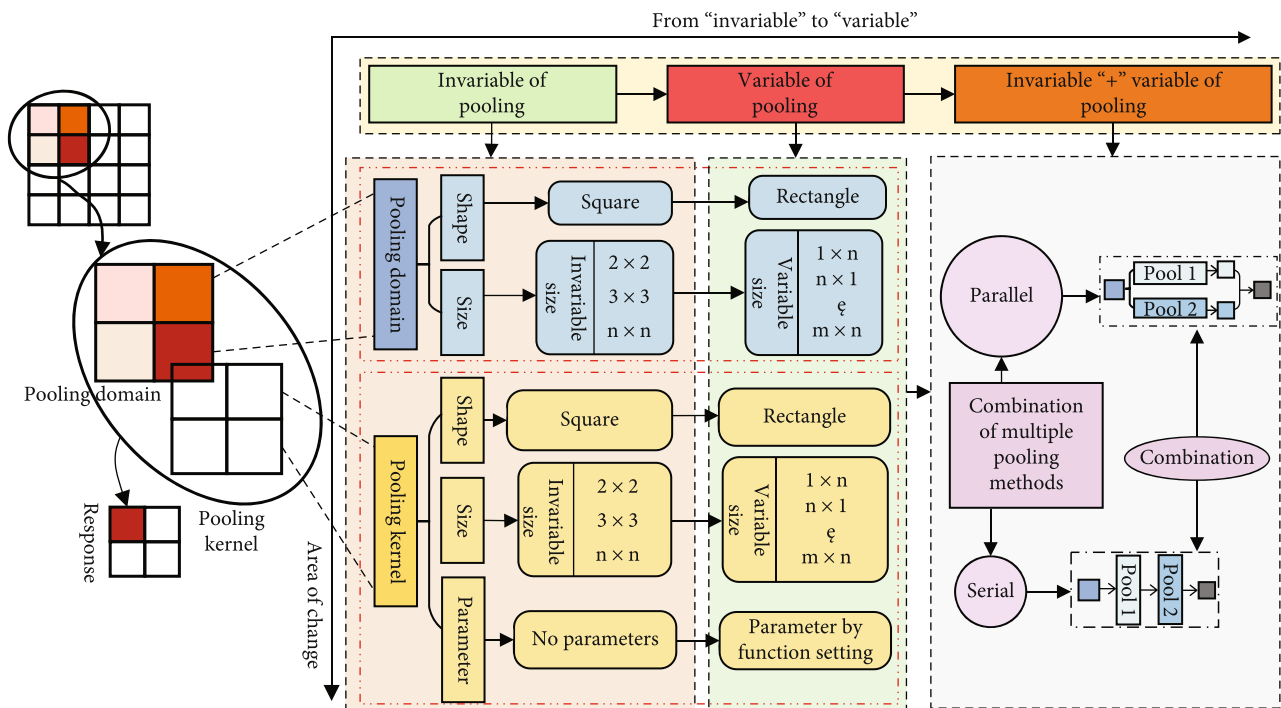 From “invariable” to “variable”
Invariable of
pooling
Variable of
pooling
Invariable “+” variable of
pooling
Pooling domain
Pooling
kernel
Response
Area of change
Pooling domain
Shape
Square
Rectangle
Size
Invariable
size
2 × 2
3 × 3
n × n
Variable
size
1 × n
n × 1
ę
m × n
Pooling kernel
Shape
Square
Rectangle
Size
Invariable
size
2 × 2
3 × 3
n × n
Variable
size
1 × n
n × 1
ę
m × n
Parameter
No parameters
Parameter by
function setting
Parallel
Pool 1
Pool 2
Combination
of multiple
pooling
methods
Combination
Serial
Pool 1
Pool 2